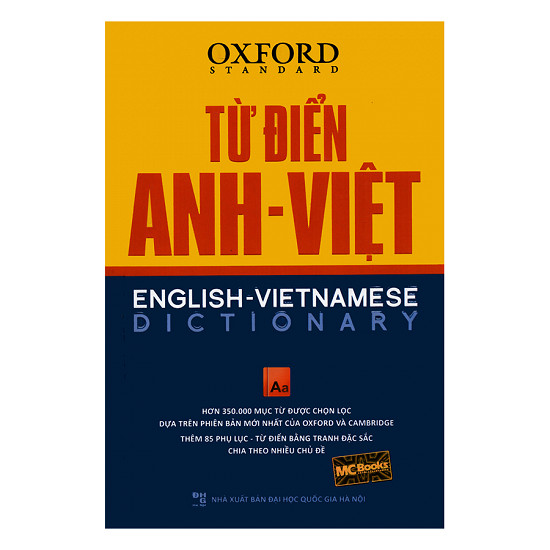 OXFORD
STANDARD
TỪ ĐIỂN
ANH-VIỆT
ENGLISH-VIETNAMESE
DICTIONARY
Aa
HƠN 350.000 MỤC TỪ ĐƯỢC CHỌN LỌC
DỰA TRÊN PHIÊN BẢN MỚI NHẤT CỦA OXFORD VÀ CAMBRIDGE
THÊM 85 PHỤ LỤC - TỪ ĐIỂN BẰNG TRANH ĐẶC SẮC
CHIA THEO NHIỀU CHỦ ĐỀ
MCBooks
NHÀ XUẤT BẢN ĐẠI HỌC QUỐC GIA HÀ NỘI